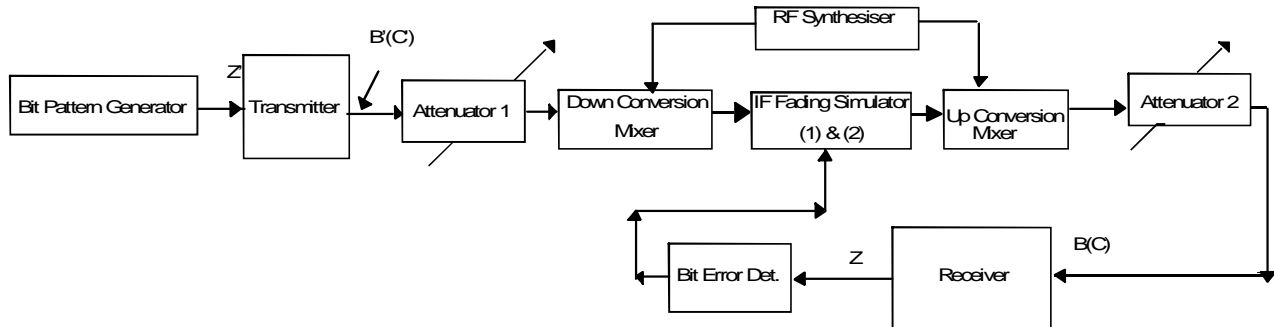 RF Synthesiser
B'(C')
Z'
Bit Pattern Generator
Transmitter
Attenuator 1
Down Conversion
Mixer
IF Fading Simulator
(1) & (2)
Up Conversion
Mixer
Attenuator 2
B(C)
Z
Bit Error Det.
Receiver